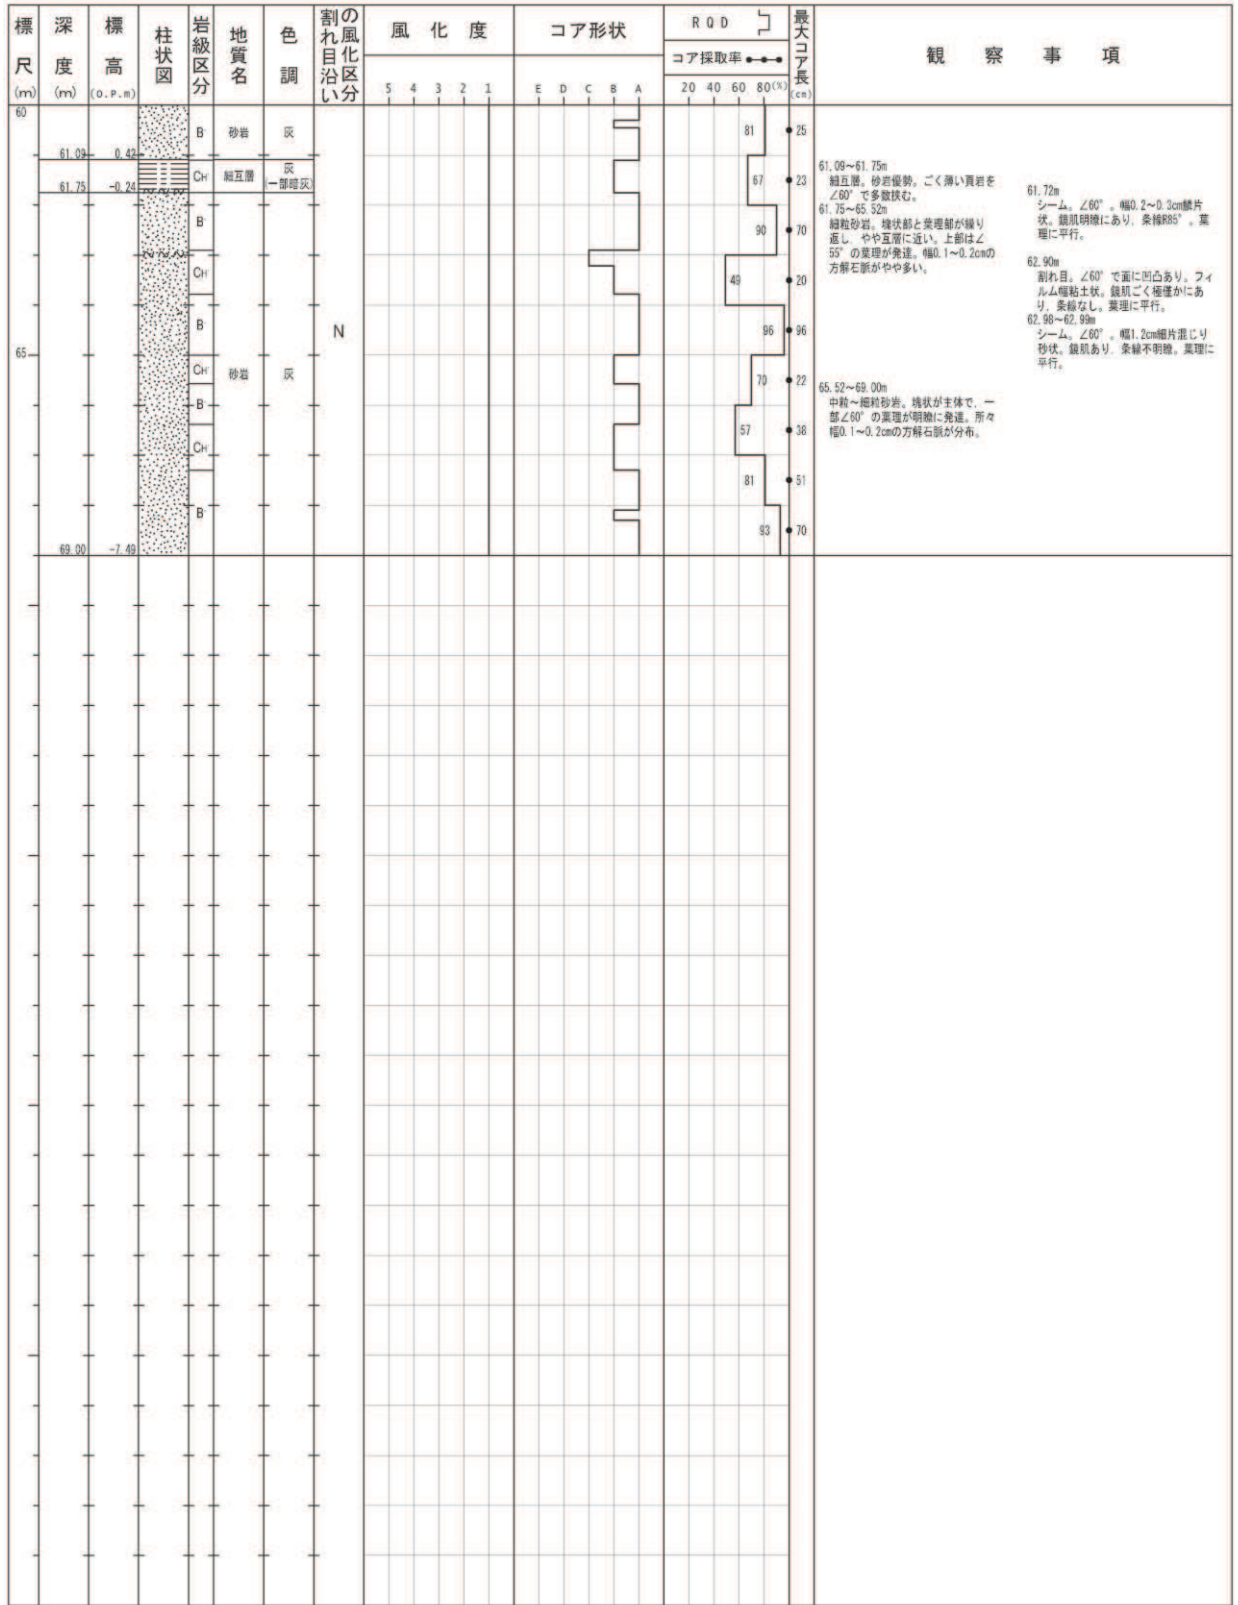 標尺(m)
深度(m)
標高(O.P.m)
柱状図
岩級区分
地質名
色調
割れ目沿いの風化区分
風化度
5 4 3 2 1
コア形状
E D C B A
RQD
コア採取率
20 40 60 80(%)
最大コア長(cm)
観察事項
60
61.09 0.42
61.75 -0.24
65
69.00 -7.49
B
CH
B
CH
B
CH
B
CH
B
砂岩 灰
細互層 灰
(一部暗灰)
砂岩 灰
N
81 25
67 23
90 70
49 20
96 96
70 22
57 38
81 51
93 70
61.09～61.75m
細互層。砂岩優勢。ごく薄い頁岩を
∠60°で多数挟む。
61.75～65.52m
細粒砂岩。塊状部と葉理部が繰り
返し、やや互層に近い。上部は∠
55°の葉理が発達。幅0.1～0.2cmの
方解石脈がやや多い。
65.52～69.00m
中粒～細粒砂岩。塊状が主体で、一
部∠60°の葉理が明瞭に発達。所々
幅0.1～0.2cmの方解石脈が分布。
61.72m
シーム。∠60°。幅0.2～0.3cm鱗片
状。鏡肌明瞭にあり、条線R85°。葉
理に平行。
62.90m
割れ目。∠60°で面に凹凸あり。フィ
ルム幅粘土状。鏡肌ごく極僅かにあ
り、条線なし。葉理に平行。
62.98～62.99m
シーム。∠60°。幅1.2cm細片混じり
砂状。鏡肌あり、条線不明瞭。葉理に
平行。